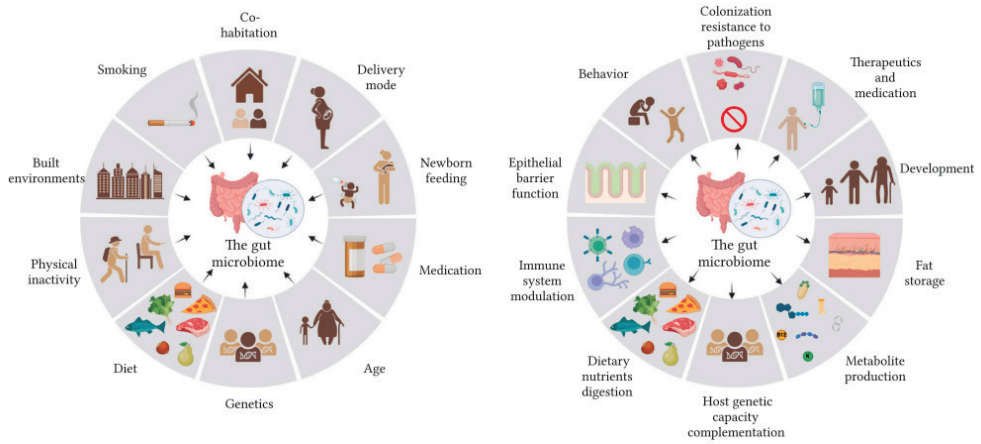 Co-
habitation
Delivery
mode
Newborn
feeding
Medication
Age
Genetics
Diet
Physical
inactivity
Built
environments
Smoking
The gut
microbiome
Colonization
resistance to
pathogens
Therapeutics
and
medication
Development
Fat
storage
Metabolite
production
Host genetic
capacity
complementation
Dietary
nutrients
digestion
Immune
system
modulation
Epithelial
barrier
function
Behavior
The gut
microbiome
B12
K